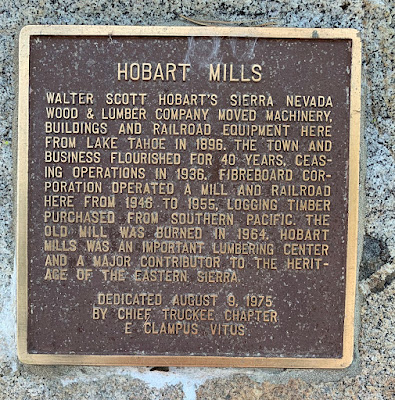 HOBART MILLS
WALTER SCOTT HOBART'S SIERRA NEVADA
WOOD & LUMBER COMPANY MOVED MACHINERY,
BUILDINGS AND RAILROAD EQUIPMENT HERE
FROM LAKE TAHOE IN 1896. THE TOWN AND
BUSINESS FLOURISHED FOR 40 YEARS, CEAS-
ING OPERATIONS IN 1936. FIBREBOARD COR-
PORATION OPERATED A MILL AND RAILROAD
HERE FROM 1946 TO 1955, LOGGING TIMBER
PURCHASED FROM SOUTHERN PACIFIC. THE
OLD MILL WAS BURNED IN 1964. HOBART
MILLS WAS AN IMPORTANT LUMBERING CENTER
AND A MAJOR CONTRIBUTOR TO THE HERIT-
AGE OF THE EASTERN SIERRA.
DEDICATED AUGUST 9, 1975
BY CHIEF TRUCKEE CHAPTER
E CLAMPUS VITUS